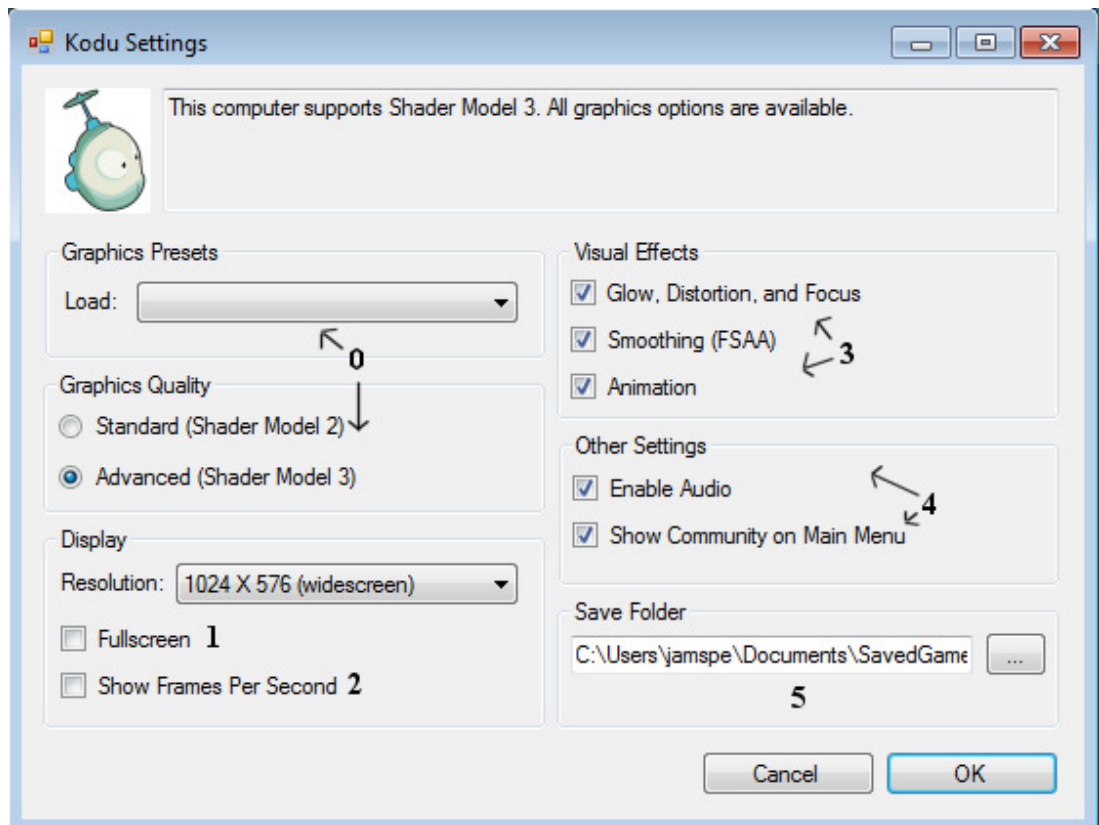 Kodu Settings
This computer supports Shader Model 3. All graphics options are available.
Graphics Presets
Load:
0
Graphics Quality
Standard (Shader Model 2)
Advanced (Shader Model 3)
Display
Resolution: 1024 X 576 (widescreen)
Fullscreen 1
Show Frames Per Second 2
Visual Effects
Glow, Distortion, and Focus
Smoothing (FSAA)
3
Animation
Other Settings
Enable Audio
4
Show Community on Main Menu
Save Folder
C:\Users\jamspe\Documents\SavedGame ...
5
Cancel OK